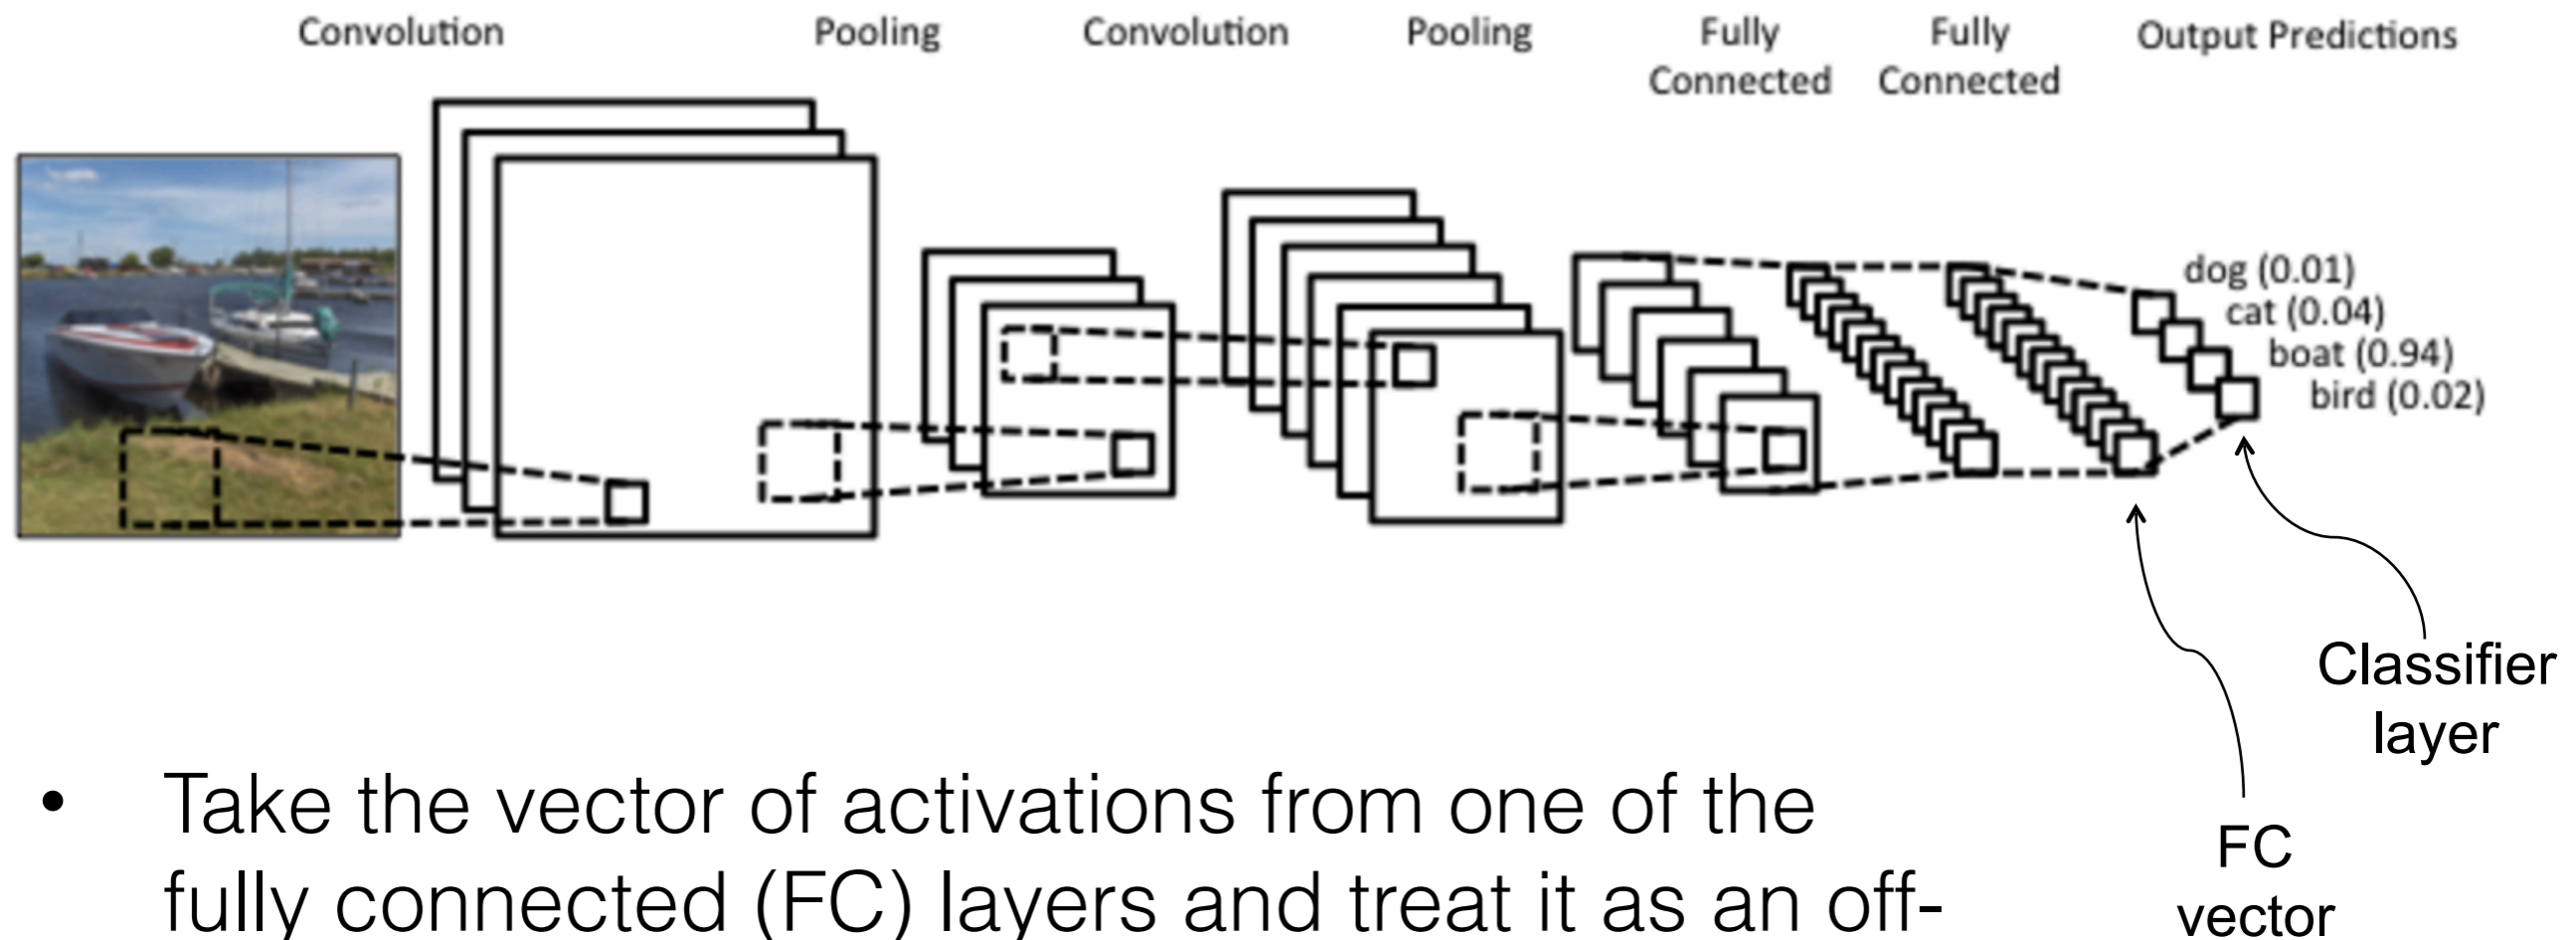 Convolution Pooling Convolution Pooling Fully Connected Fully Connected Output Predictions
dog (0.01)
cat (0.04)
boat (0.94)
bird (0.02)
Classifier
layer
• Take the vector of activations from one of the
fully connected (FC) layers and treat it as an off-
FC
vector